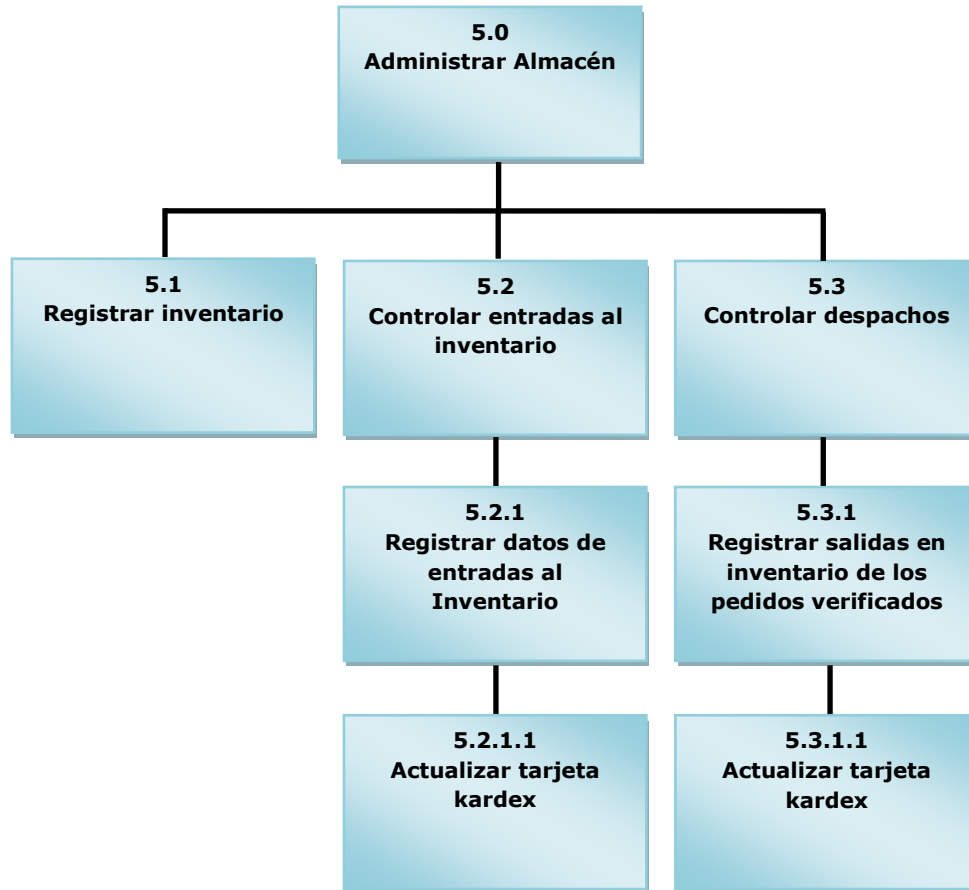 5.0
Administrar Almacén
5.1
Registrar inventario
5.2
Controlar entradas al
inventario
5.3
Controlar despachos
5.2.1
Registrar datos de
entradas al
Inventario
5.3.1
Registrar salidas en
inventario de los
pedidos verificados
5.2.1.1
Actualizar tarjeta
kardex
5.3.1.1
Actualizar tarjeta
kardex